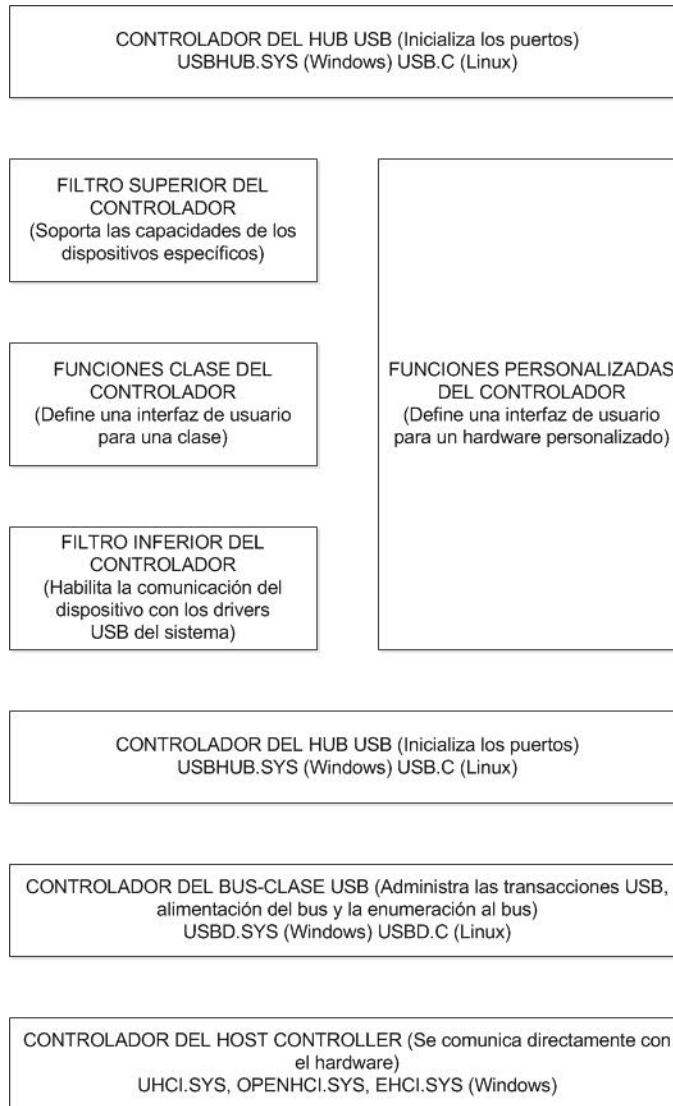 CONTROLADOR DEL HUB USB (Inicializa los puertos)
USBHUB.SYS (Windows) USB.C (Linux)
FILTRO SUPERIOR DEL
CONTROLADOR
(Soporta las capacidades de los
dispositivos específicos)
FUNCIONES CLASE DEL
CONTROLADOR
(Define una interfaz de usuario
para una clase)
FILTRO INFERIOR DEL
CONTROLADOR
(Habilita la comunicación del
dispositivo con los drivers
USB del sistema)
FUNCIONES PERSONALIZADAS
DEL CONTROLADOR
(Define una interfaz de usuario
para un hardware personalizado)
CONTROLADOR DEL HUB USB (Inicializa los puertos)
USBHUB.SYS (Windows) USB.C (Linux)
CONTROLADOR DEL BUS-CLASE USB (Administra las transacciones USB,
alimentación del bus y la enumeración al bus)
USBD.SYS (Windows) USBD.C (Linux)
CONTROLADOR DEL HOST CONTROLLER (Se comunica directamente con
el hardware)
UHCI.SYS, OPENHCI.SYS, EHCI.SYS (Windows)